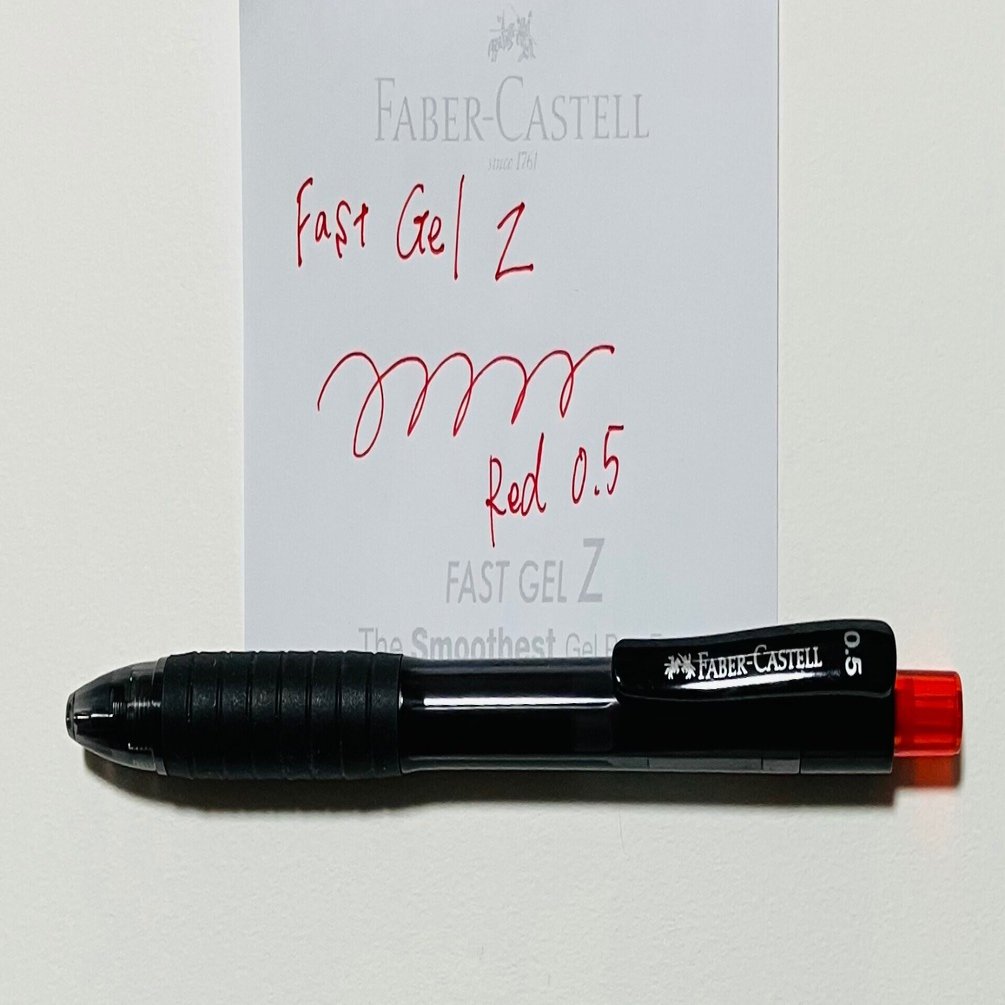 FABER-CASTELL
since 1761
Fast Gel Z
Red 0.5
FAST GEL Z
The Smoothest Gel
FABER-CASTELL 0.5